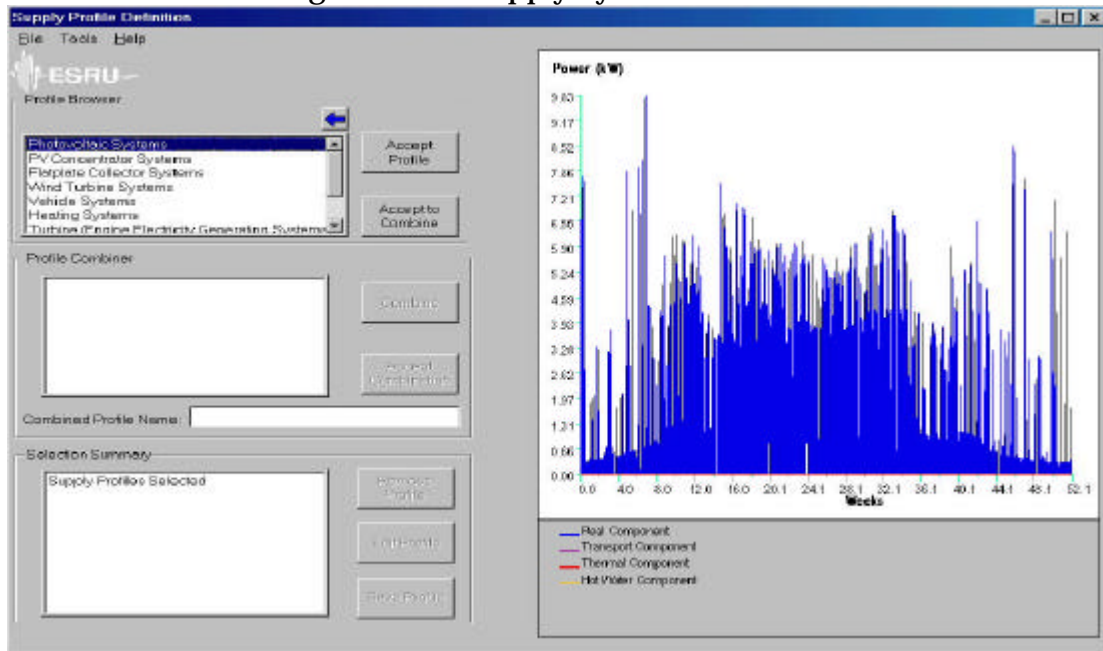 Supply Profile Definition
File Tools Help
ESRU
Profile Browser
Photovoltaic Systems
PV Concentrator Systems
Flatplate Collector Systems
Wind Turbine Systems
Vehicle Systems
Heating Systems
Turbine/Engine Electricity Generating Systems
Accept Profile
Accept to Combine
Profile Combiner
Combine
Accept Combination
Combined Profile Name:
Selection Summary
Supply Profiles Selected
Remove Profile
Edit Profile
Save Profile
Power (kW)
9.83
9.17
8.52
7.86
7.21
6.55
5.90
5.24
4.59
3.93
3.28
2.62
1.97
1.31
0.66
0.00
0.0 4.0 8.0 12.0 16.0 20.1 24.1 28.1 32.1 36.1 40.1 44.1 48.1 52.1
Weeks
Real Component
Transport Component
Thermal Component
Hot Water Component